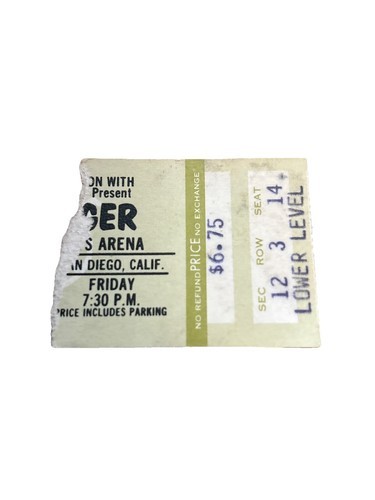 ON WITH
Present
GER
S ARENA
AN DIEGO, CALIF.
FRIDAY
7:30 P.M.
PRICE INCLUDES PARKING
NO REFUND PRICE NO EXCHANGE
$6.75
SEC ROW SEAT
12 3 14
LOWER LEVEL